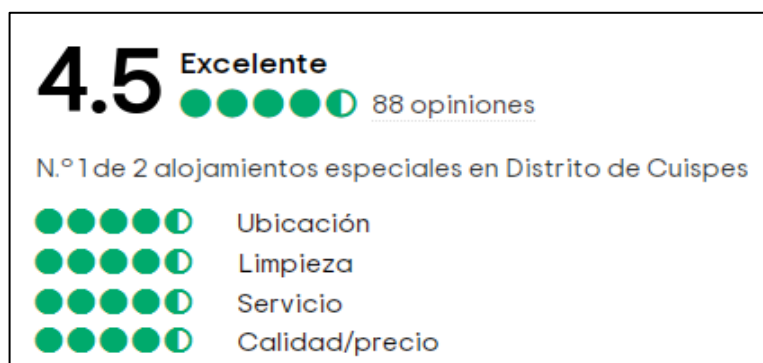 4.5 Excelente
88 opiniones
N.º 1 de 2 alojamientos especiales en Distrito de Cuispes
Ubicación
Limpieza
Servicio
Calidad/precio